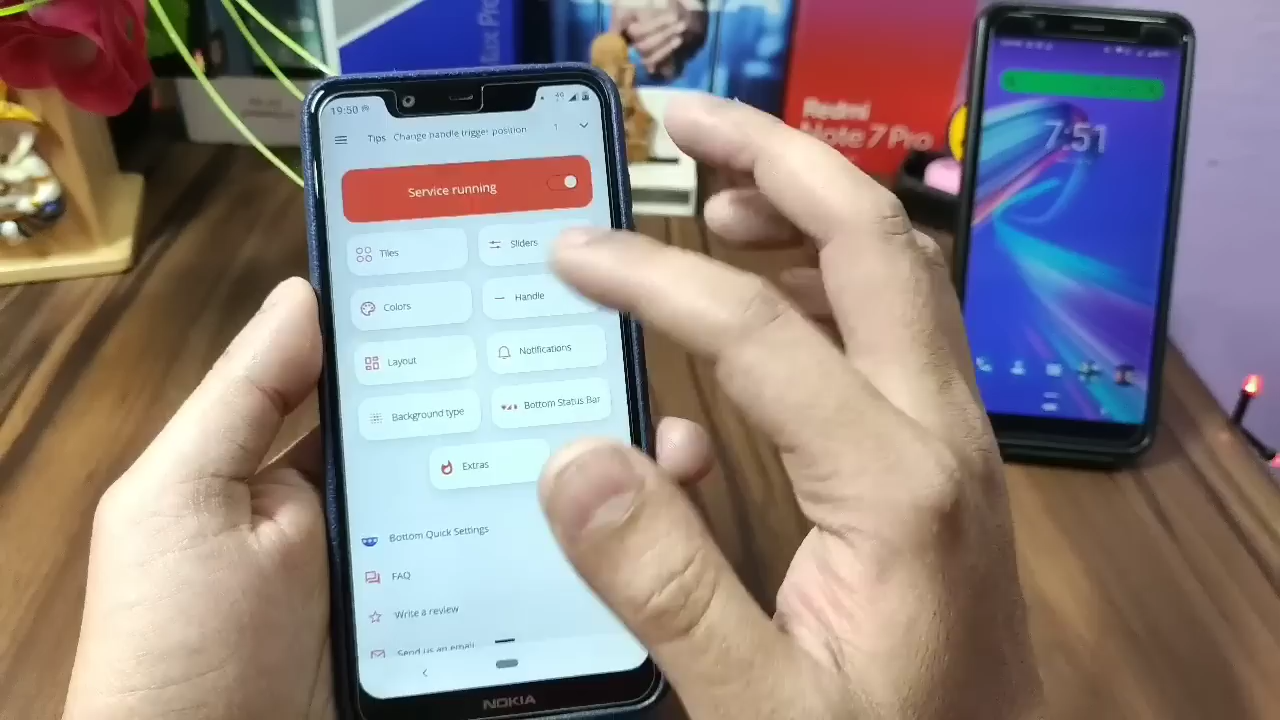 19:50
4G
Tips Change handle trigger position 1
Service running
Tiles
Sliders
Colors
Handle
Layout
Notifications
Background type
Bottom Status Bar
Extras
Bottom Quick Settings
FAQ
Write a review
Send us an email
NOKIA
Redmi
Note 7 Pro
7:51